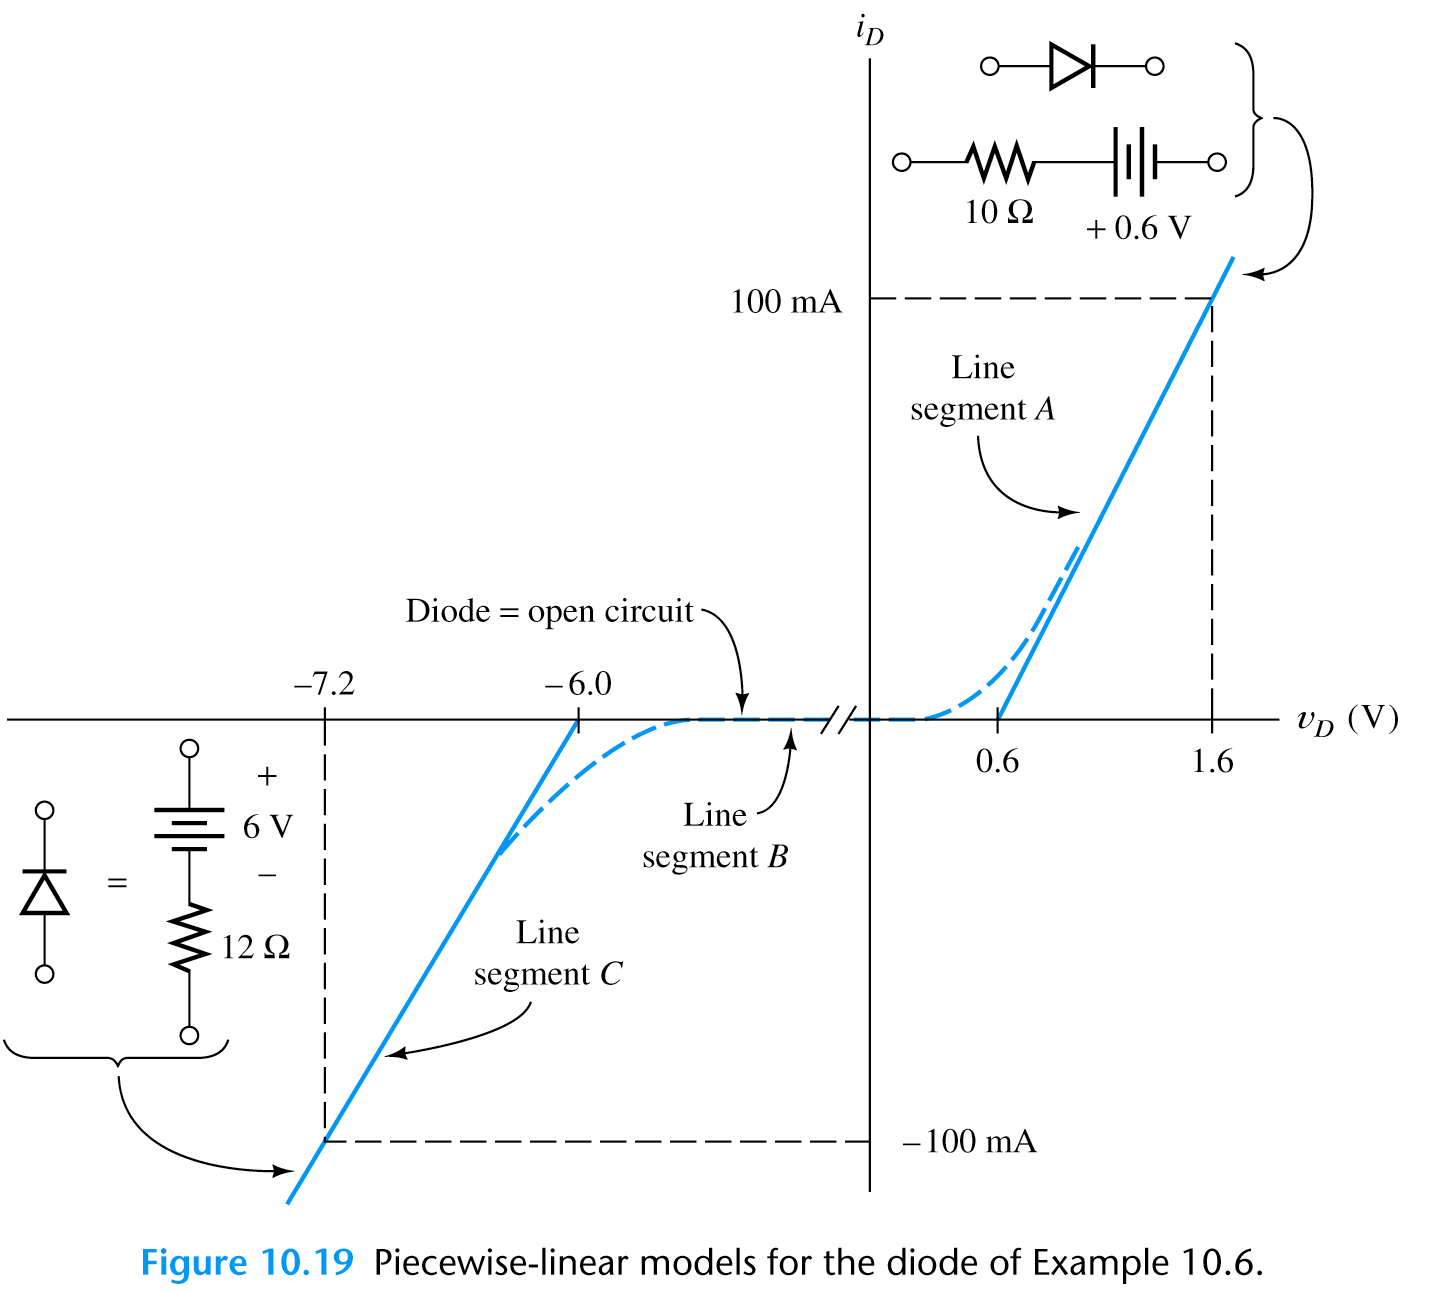 i_D
10 Ω
+ 0.6 V
100 mA
Line
segment A
Diode = open circuit
–7.2
– 6.0
v_D (V)
0.6
1.6
+
6 V
–
=
12 Ω
Line
segment B
Line
segment C
– 100 mA
Figure 10.19 Piecewise-linear models for the diode of Example 10.6.